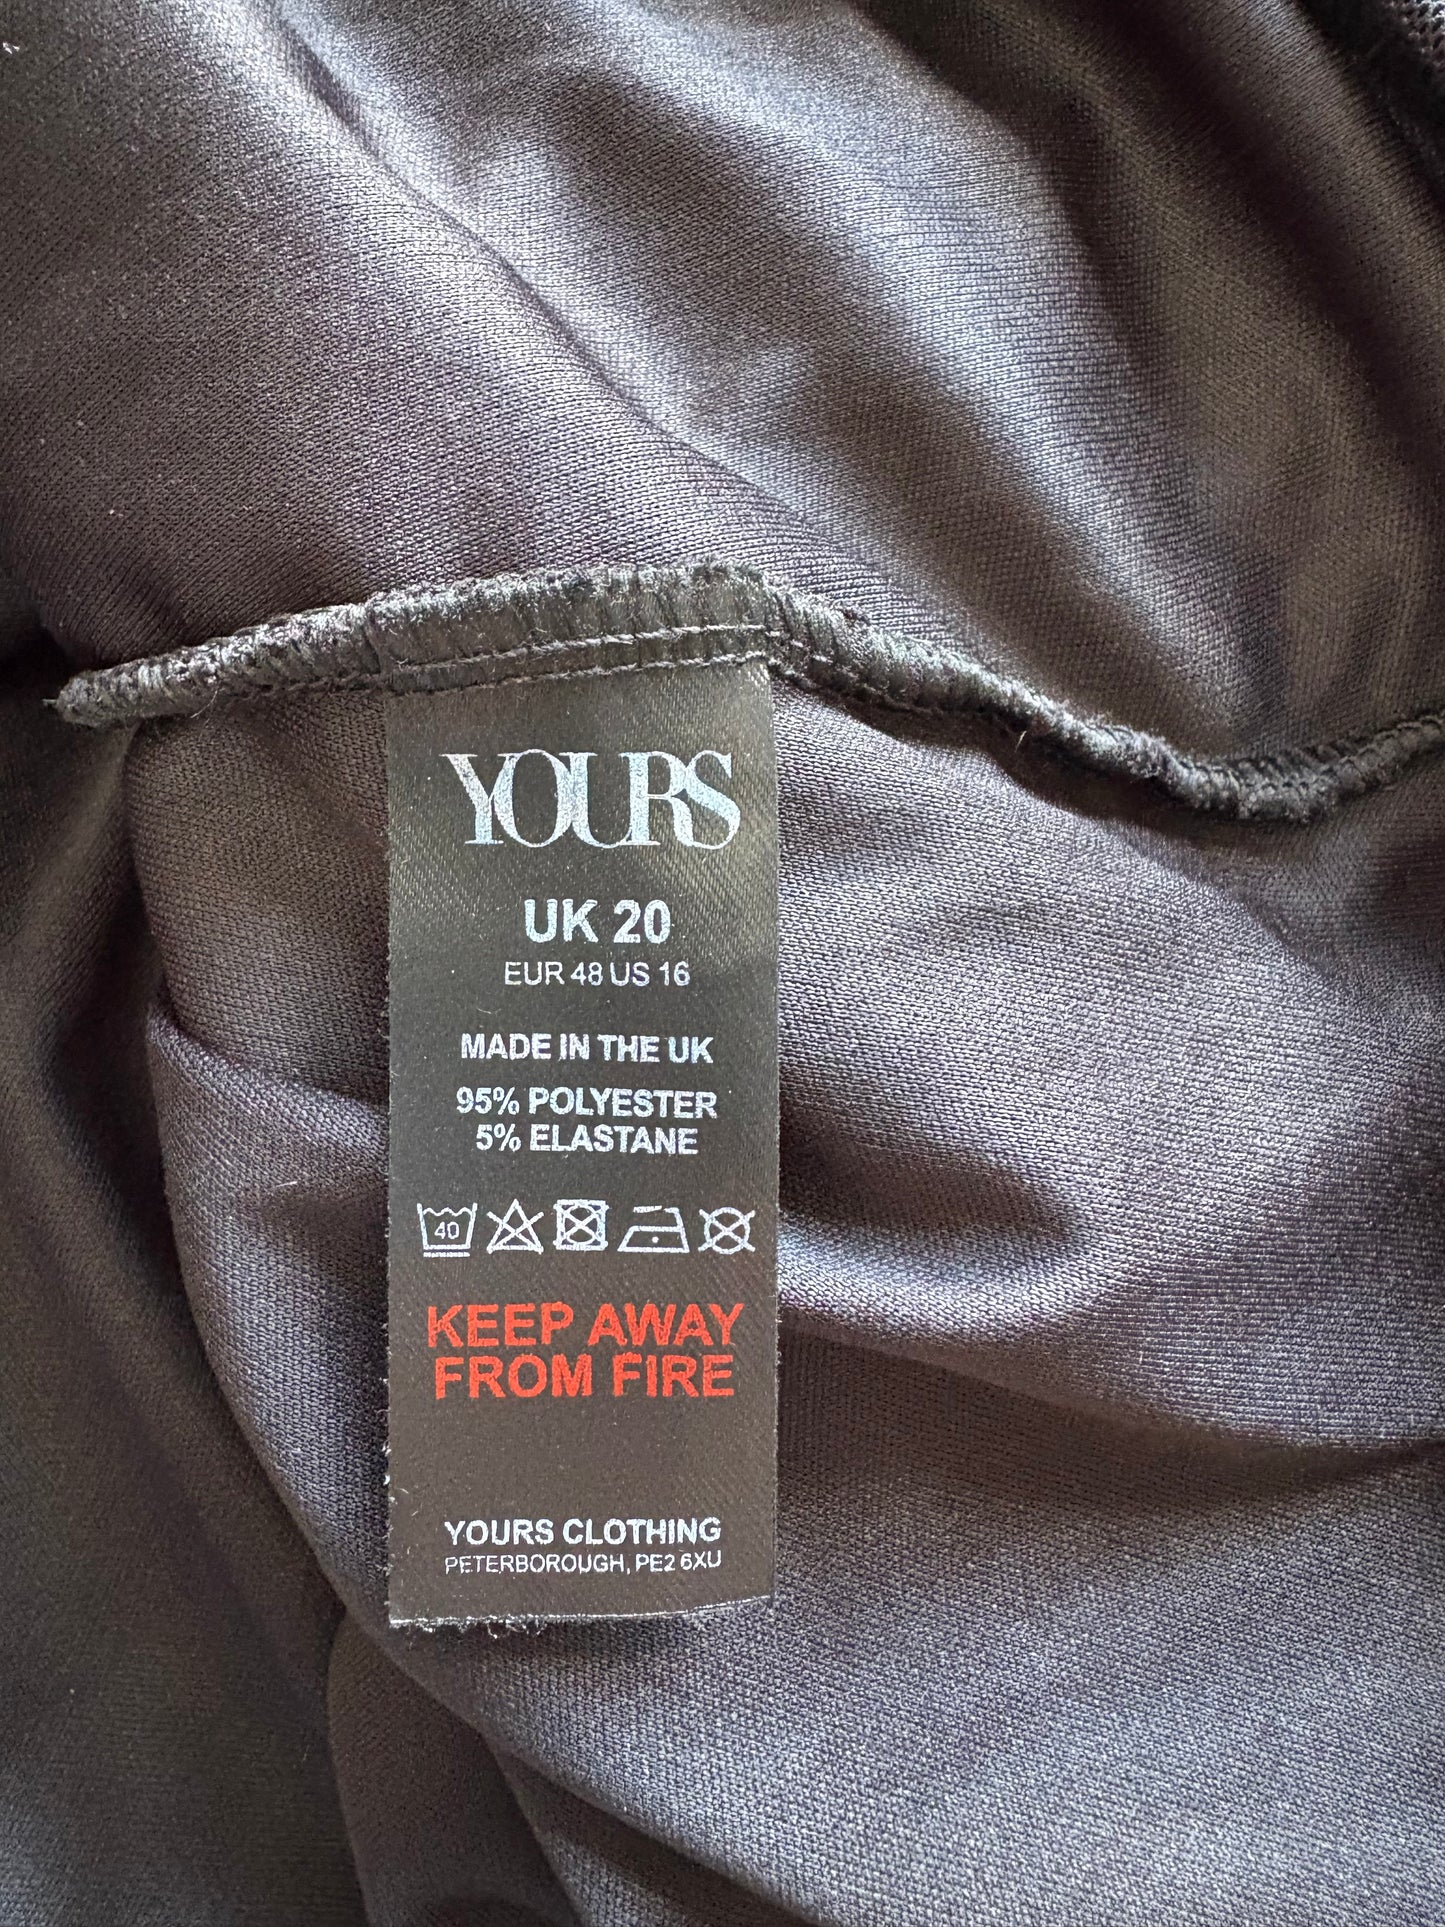 YOURS
UK 20
EUR 48 US 16
MADE IN THE UK
95% POLYESTER
5% ELASTANE
40
KEEP AWAY
FROM FIRE
YOURS CLOTHING
PETERBOROUGH, PE2 6XU